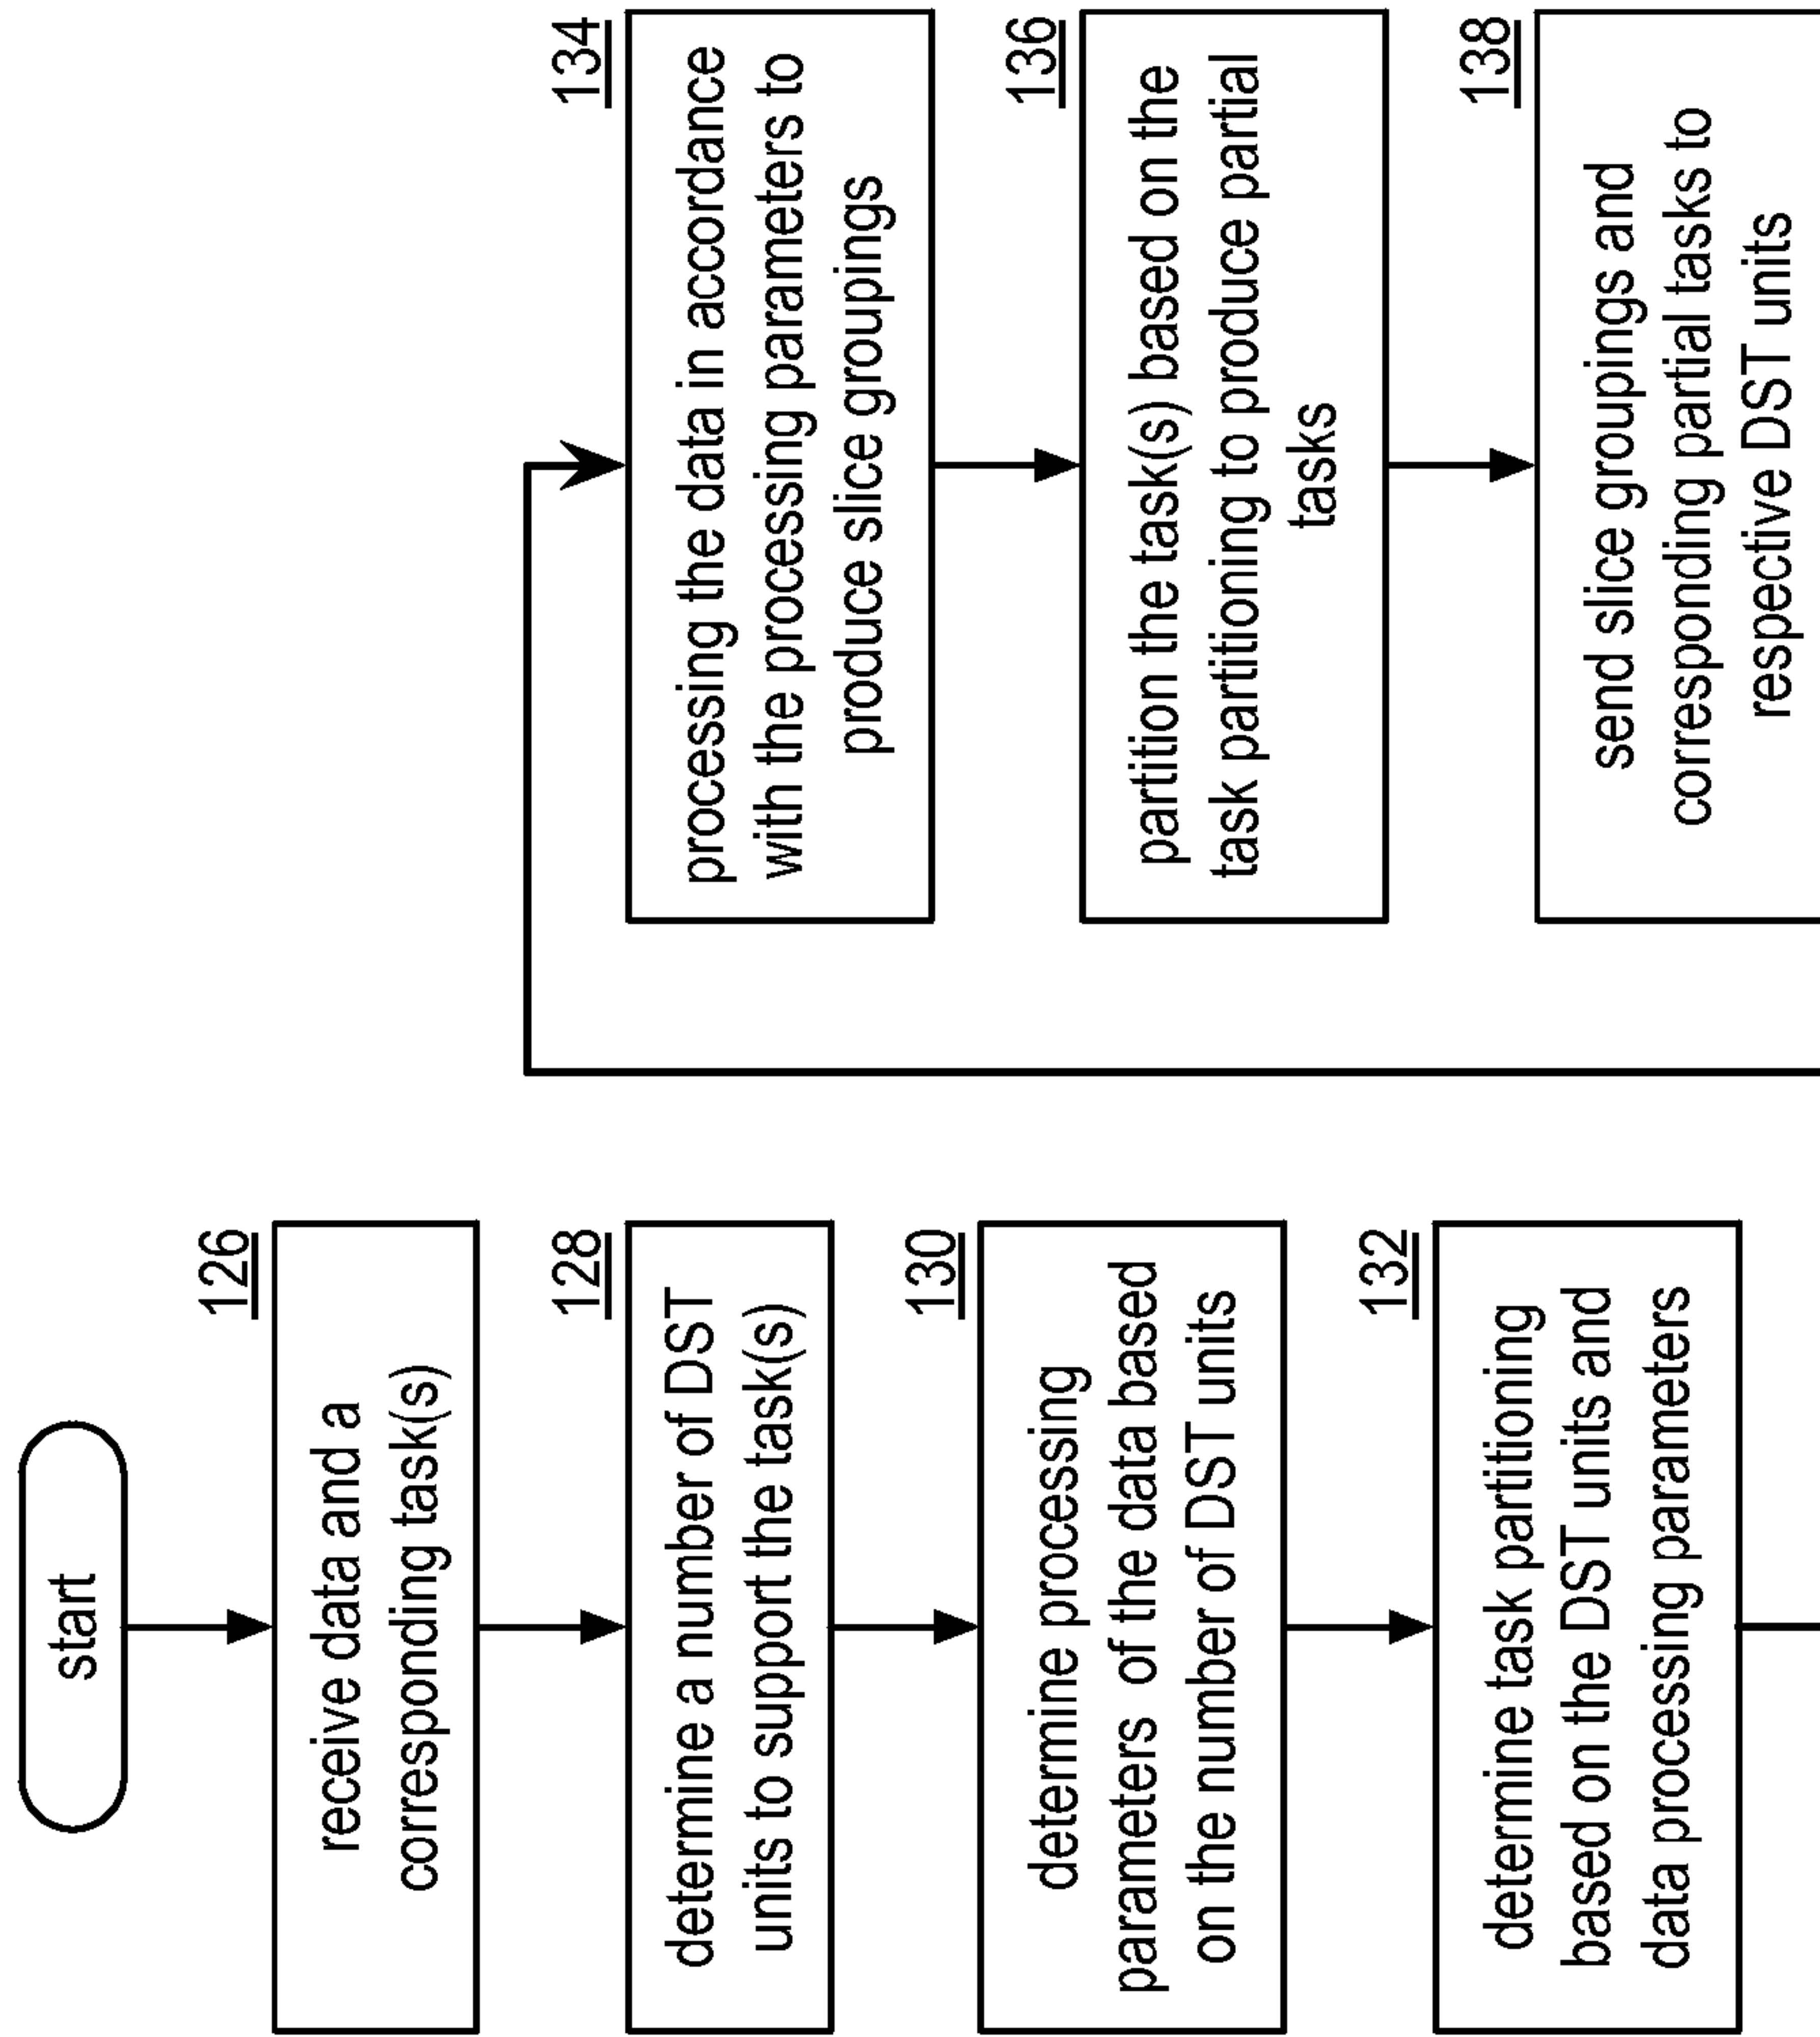 start
126
receive data and a
corresponding task(s)
128
determine a number of DST
units to support the task(s)
130
determine processing
parameters of the data based
on the number of DST units
132
determine task partitioning
based on the DST units and
data processing parameters
134
processing the data in accordance
with the processing parameters to
produce slice groupings
136
partition the task(s) based on the
task partitioning to produce partial
tasks
138
send slice groupings and
corresponding partial tasks to
respective DST units